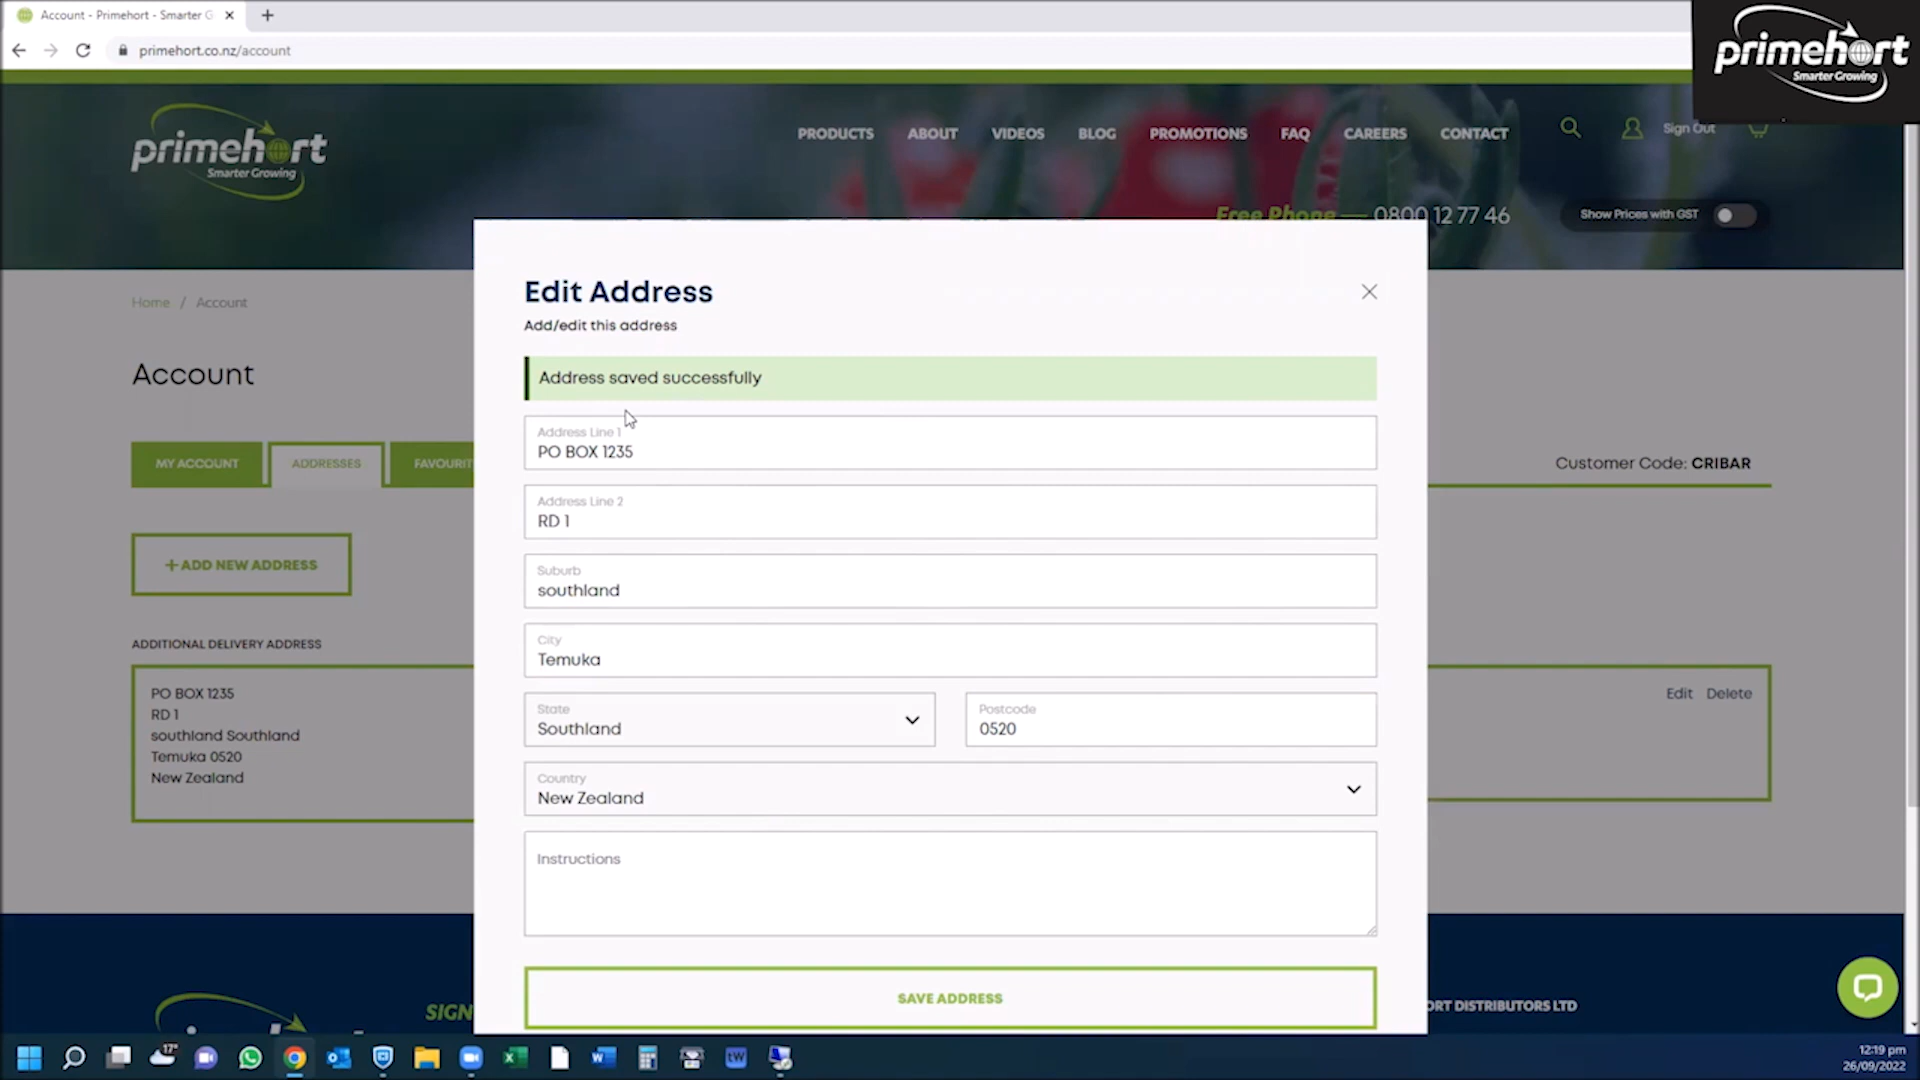 Account - Primehort - Smarter G
primehort.co.nz/account
primehort
Smarter Growing
primehort
Smarter Growing
PRODUCTS
ABOUT
VIDEOS
BLOG
PROMOTIONS
FAQ
CAREERS
CONTACT
Sign Out
Free Phone — 0800 12 77 46
Show Prices with GST
Home / Account
Account
MY ACCOUNT
ADDRESSES
FAVOURIT
Customer Code: CRIBAR
+ ADD NEW ADDRESS
ADDITIONAL DELIVERY ADDRESS
PO BOX 1235
RD 1
southland Southland
Temuka 0520
New Zealand
Edit Delete
Edit Address
Add/edit this address
Address saved successfully
Address Line 1
PO BOX 1235
Address Line 2
RD 1
Suburb
southland
City
Temuka
State
Southland
Postcode
0520
Country
New Zealand
Instructions
SAVE ADDRESS
SIGN
ORT DISTRIBUTORS LTD
17°
tW
12:19 pm
26/09/2022